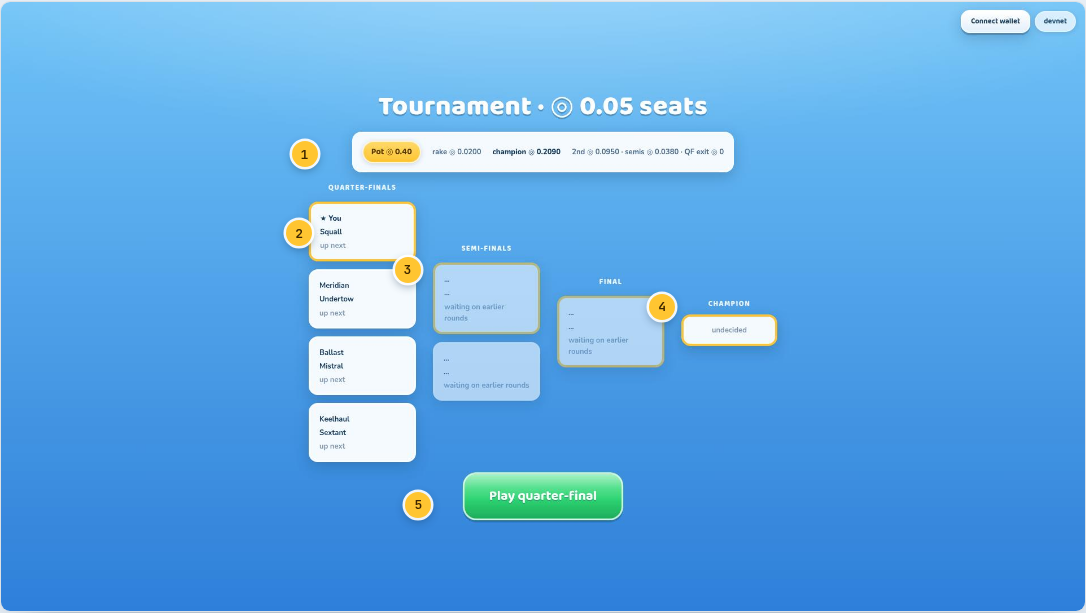 Connect wallet
devnet
Tournament · ◎ 0.05 seats
1
Pot ◎ 0.40 rake ◎ 0.0200 champion ◎ 0.2090 2nd ◎ 0.0950 · semis ◎ 0.0380 · QF exit ◎ 0
QUARTER-FINALS
2
★ You
Squall
up next
3
Meridian
Undertow
up next
Ballast
Mistral
up next
Keelhaul
Sextant
up next
SEMI-FINALS
...
...
waiting on earlier
rounds
...
...
waiting on earlier rounds
FINAL
4
...
...
waiting on earlier
rounds
CHAMPION
undecided
5
Play quarter-final